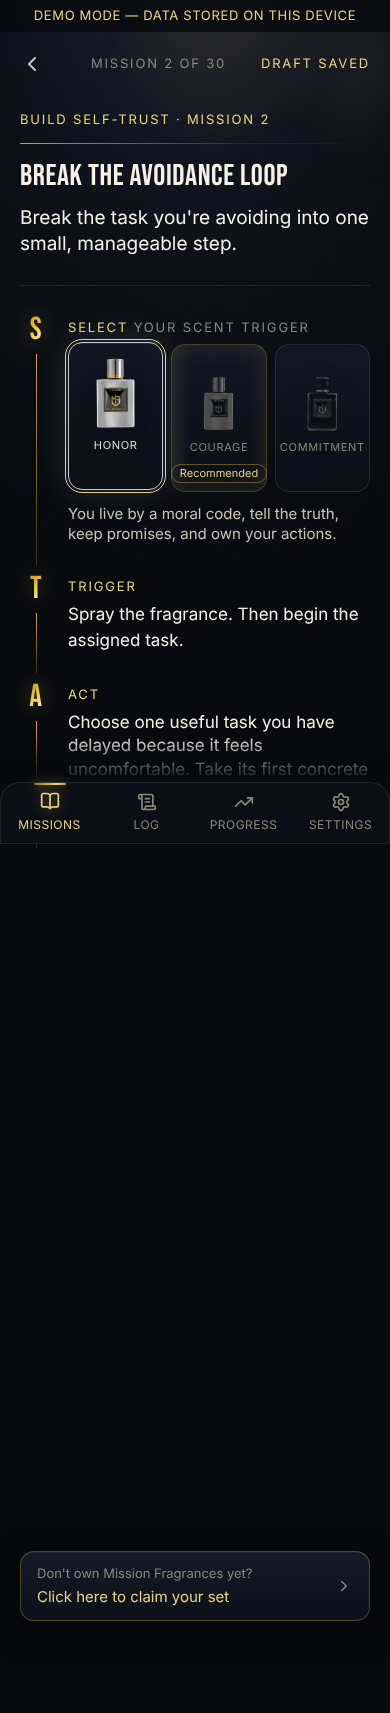 DEMO MODE — DATA STORED ON THIS DEVICE
MISSION 2 OF 30
DRAFT SAVED
BUILD SELF-TRUST · MISSION 2
BREAK THE AVOIDANCE LOOP
Break the task you're avoiding into one
small, manageable step.
S
SELECT YOUR SCENT TRIGGER
HONOR
COURAGE
COMMITMENT
Recommended
You live by a moral code, tell the truth,
keep promises, and own your actions.
T
TRIGGER
Spray the fragrance. Then begin the
assigned task.
A
ACT
Choose one useful task you have
delayed because it feels
uncomfortable. Take its first concrete
MISSIONS
LOG
PROGRESS
SETTINGS
Don't own Mission Fragrances yet?
Click here to claim your set